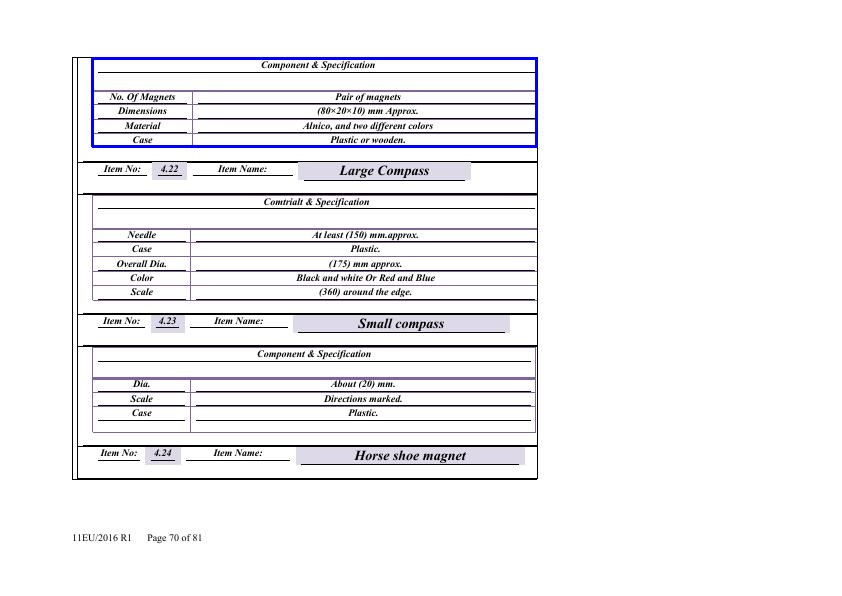 Component & Specification
No. Of Magnets Pair of magnets
Dimensions (80×20×10) mm Approx.
Material Alnico, and two different colors
Case Plastic or wooden.
Item No: 4.22 Item Name: Large Compass
Comtrialt & Specification
Needle At least (150) mm.approx.
Case Plastic.
Overall Dia. (175) mm approx.
Color Black and white Or Red and Blue
Scale (360) around the edge.
Item No: 4.23 Item Name: Small compass
Component & Specification
Dia. About (20) mm.
Scale Directions marked.
Case Plastic.
Item No: 4.24 Item Name: Horse shoe magnet
11EU/2016 R1 Page 70 of 81